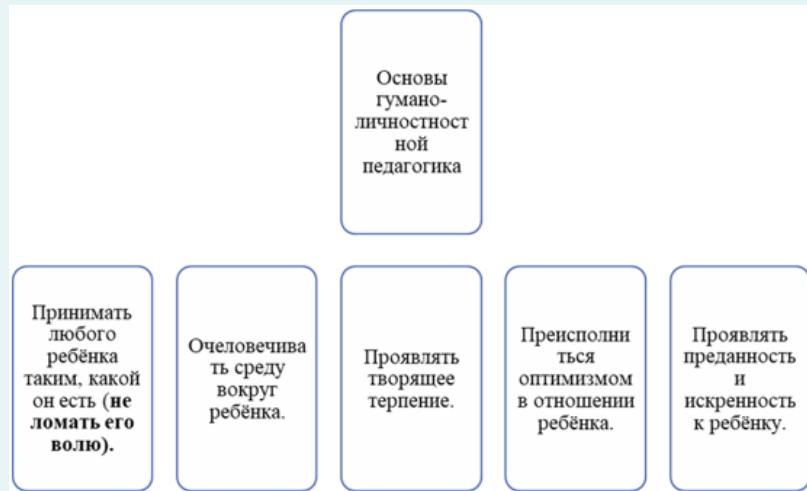 Основы
гумано-
личностност
ной
педагогика
Принимать
любого
ребёнка
таким, какой
он есть (не
ломать его
волю).
Очеловечива
ть среду
вокруг
ребёнка.
Проявлять
творящее
терпение.
Преисполни
ться
оптимизмом
в отношении
ребёнка.
Проявлять
преданность
и
искренность
к ребёнку.